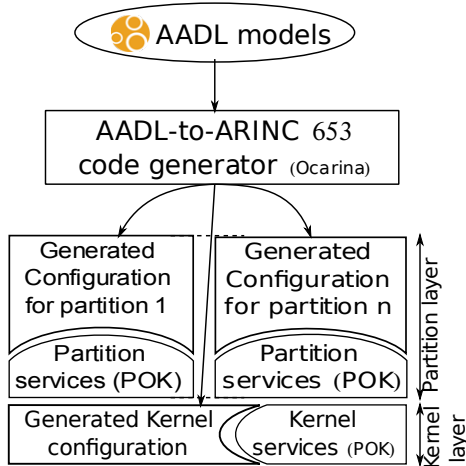 AADL models
AADL-to-ARINC 653
code generator (Ocarina)
Generated
Configuration
for partition 1
Partition
services (POK)
Generated
Configuration
for partition n
Partition
services (POK)
Partition layer
Generated Kernel
configuration
Kernel
services (POK)
Kernel
layer